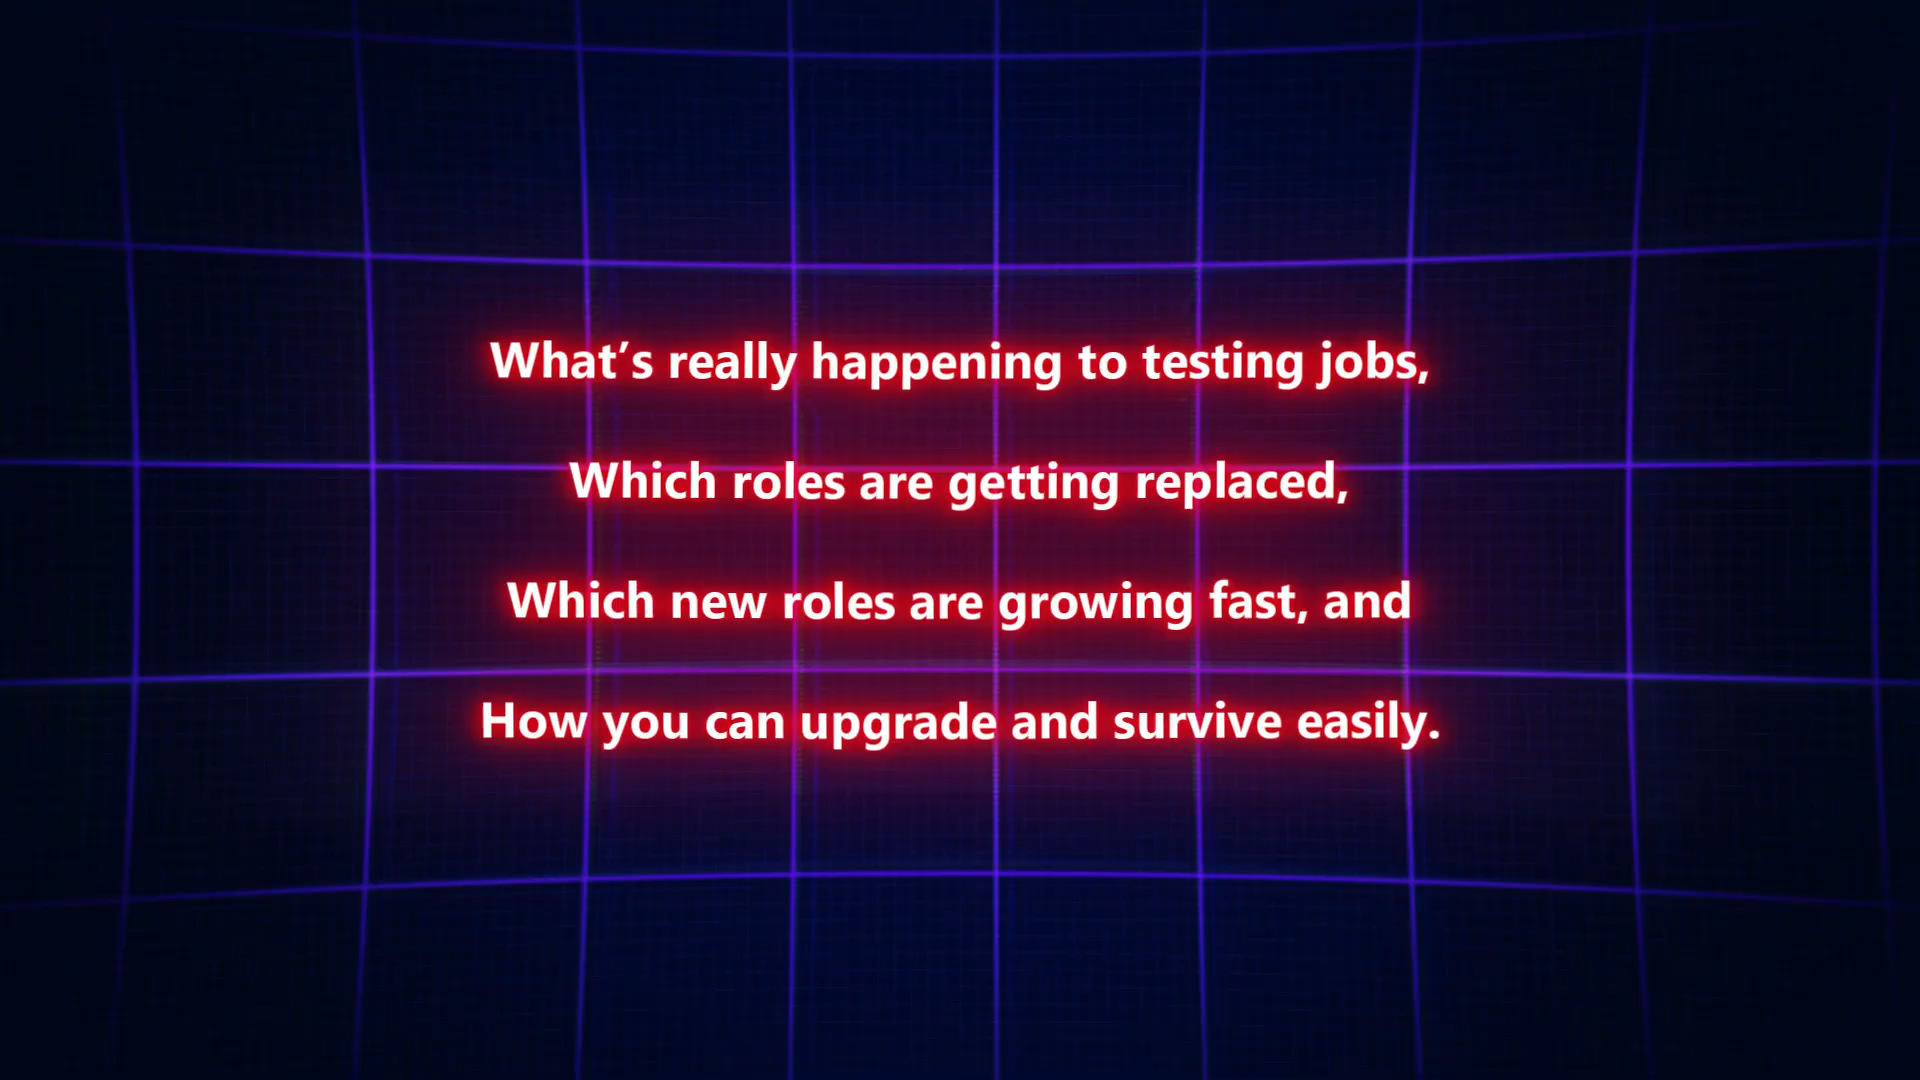 What’s really happening to testing jobs,
Which roles are getting replaced,
Which new roles are growing fast, and
How you can upgrade and survive easily.